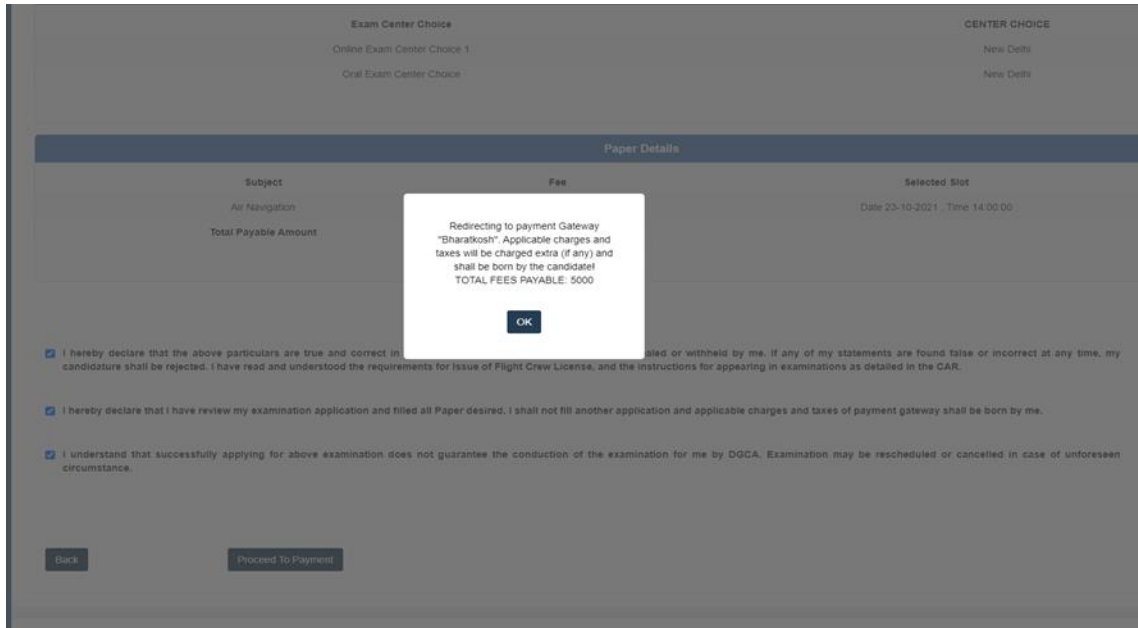 Exam Center Choice CENTER CHOICE
Online Exam Center Choice 1 New Delhi
Oral Exam Center Choice New Delhi
Paper Details
Subject Fee Selected Slot
Air Navigation Date 23-10-2021 . Time 14:00:00
Total Payable Amount
Redirecting to payment Gateway
"Bharatkosh". Applicable charges and
taxes will be charged extra (if any) and
shall be born by the candidate!
TOTAL FEES PAYABLE: 5000
OK
I hereby declare that the above particulars are true and correct in aled or withheld by me. If any of my statements are found false or incorrect at any time, my
candidature shall be rejected. I have read and understood the requirements for Issue of Flight Crew License, and the instructions for appearing in examinations as detailed in the CAR.
I hereby declare that I have review my examination application and filled all Paper desired. I shall not fill another application and applicable charges and taxes of payment gateway shall be born by me.
I understand that successfully applying for above examination does not guarantee the conduction of the examination for me by DGCA. Examination may be rescheduled or cancelled in case of unforeseen
circumstance.
Back Proceed To Payment